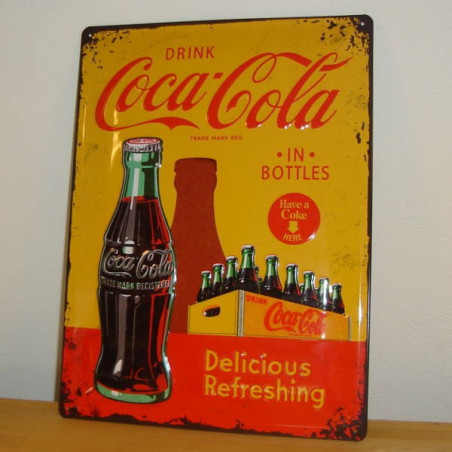 DRINK
Coca-Cola
TRADE MARK REG.
• IN •
BOTTLES
Have a
Coke
HERE
Coca-Cola
TRADE MARK REGISTERED
DRINK
Coca-Cola
Delicious
Refreshing